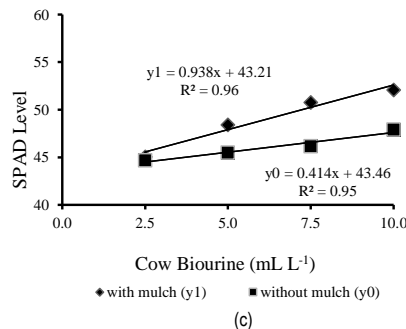 60
55
50
45
40
SPAD Level
y1 = 0.938x + 43.21
R² = 0.96
y0 = 0.414x + 43.46
R² = 0.95
0.0 2.5 5.0 7.5 10.0
Cow Biourine (mL L⁻¹)
with mulch (y1) without mulch (y0)
(c)